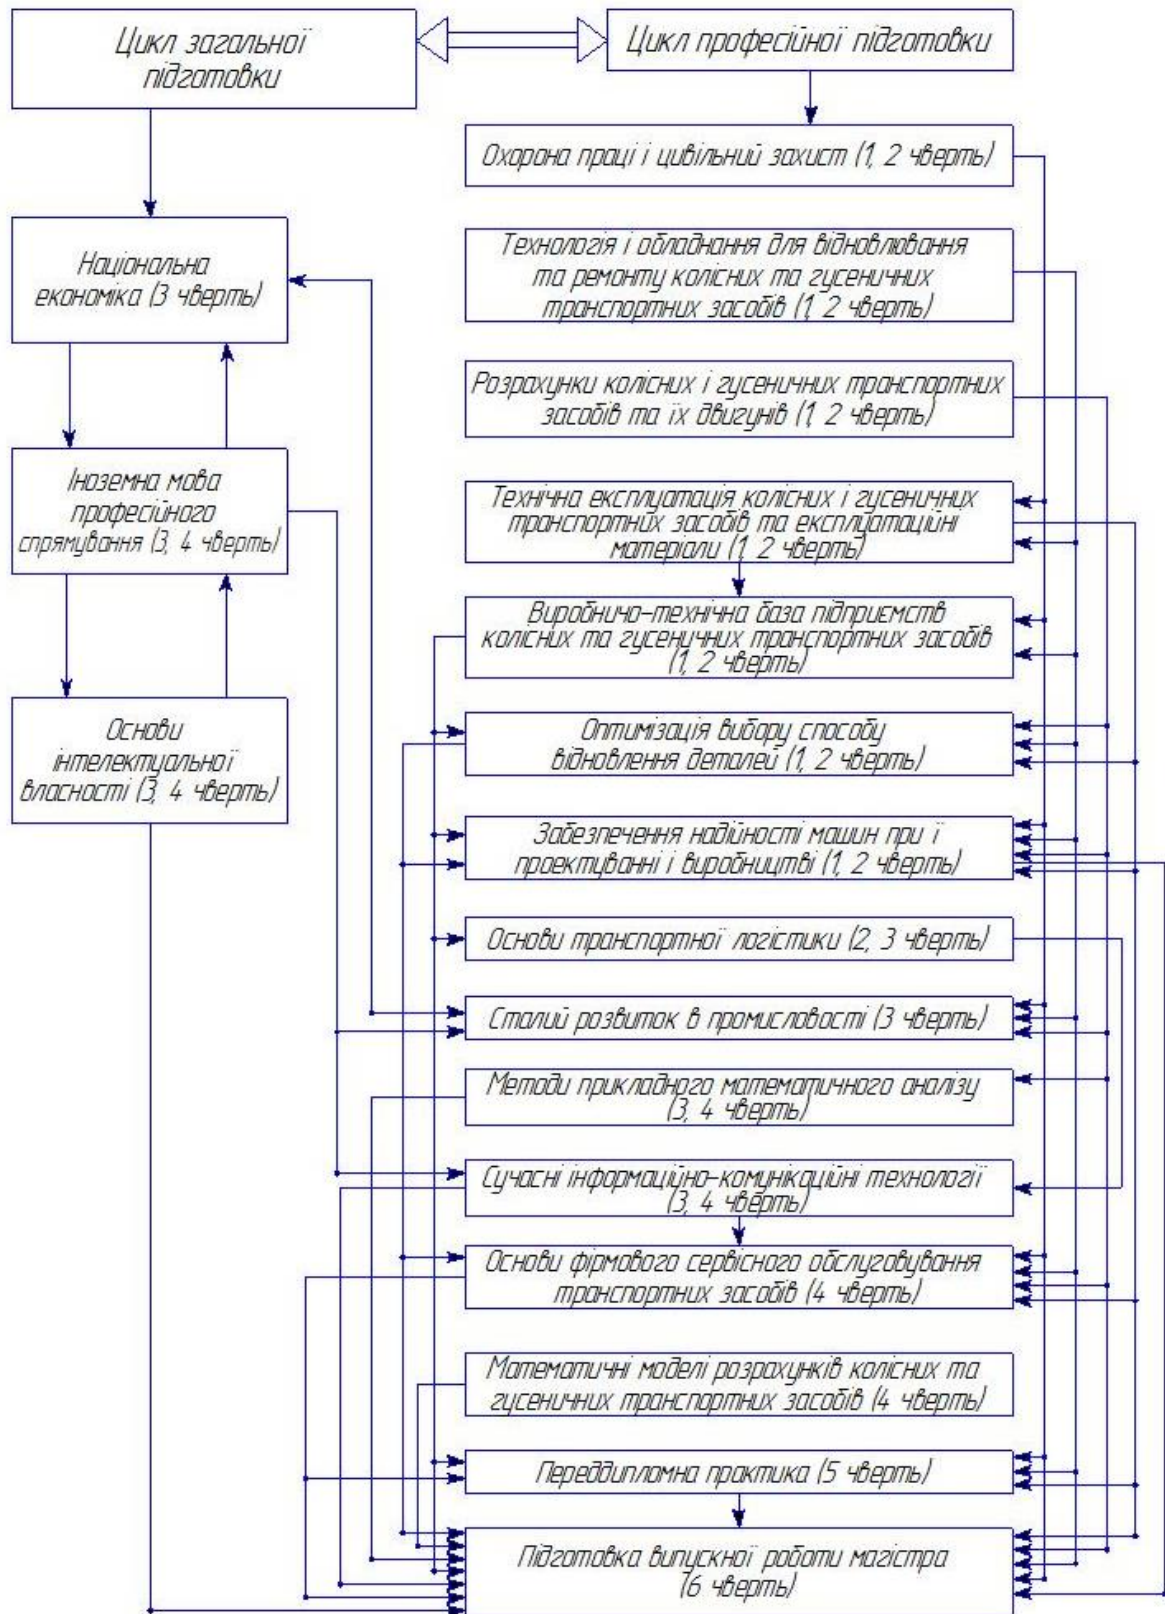 Цикл загальної
підготовки
Цикл професійної підготовки
Охорона праці і цивільний захист (1, 2 чверть)
Національна
економіка (3 чверть)
Технологія і обладнання для відновлювання
та ремонту колісних та гусеничних
транспортних засобів (1, 2 чверть)
Розрахунки колісних і гусеничних транспортних
засобів та їх двигунів (1, 2 чверть)
Іноземна мова
професійного
спрямування (3, 4 чверть)
Технічна експлуатація колісних і гусеничних
транспортних засобів та експлуатаційні
матеріали (1, 2 чверть)
Виробничо-технічна база підприємств
колісних та гусеничних транспортних засобів
(1, 2 чверть)
Основи
інтелектуальної
власності (3, 4 чверть)
Оптимізація вибору способу
відновлення деталей (1, 2 чверть)
Забезпечення надійності машин при ї
проектуванні і виробництві (1, 2 чверть)
Основи транспортної логістики (2, 3 чверть)
Сталий розвиток в промисловості (3 чверть)
Методи прикладного математичного аналізу
(3, 4 чверть)
Сучасні інформаційно-комунікаційні технології
(3, 4 чверть)
Основи фірмового сервісного обслуговування
транспортних засобів (4 чверть)
Математичні моделі розрахунків колісних та
гусеничних транспортних засобів (4 чверть)
Переддипломна практика (5 чверть)
Підготовка випускної роботи магістра
(6 чверть)